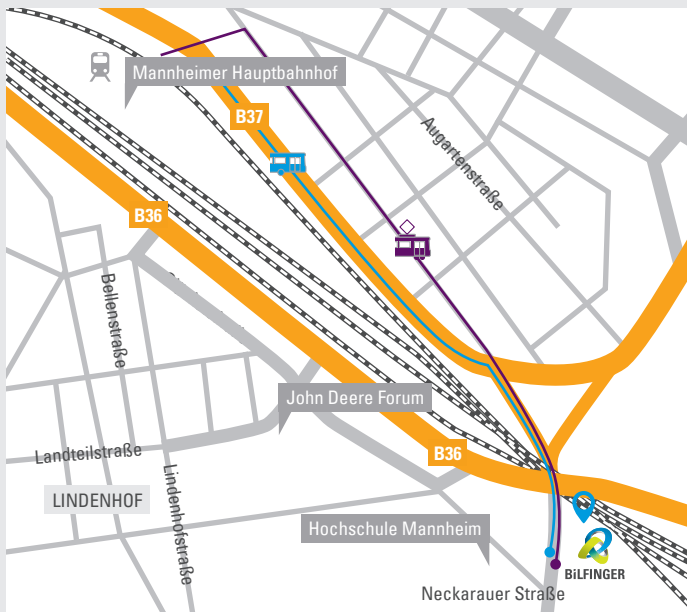 Mannheimer Hauptbahnhof
B37
Augartenstraße
B36
Bellenstraße
John Deere Forum
B36
Landteilstraße
LINDENHOF
Lindenhofstraße
Hochschule Mannheim
BiLFINGER
Neckarauer Straße